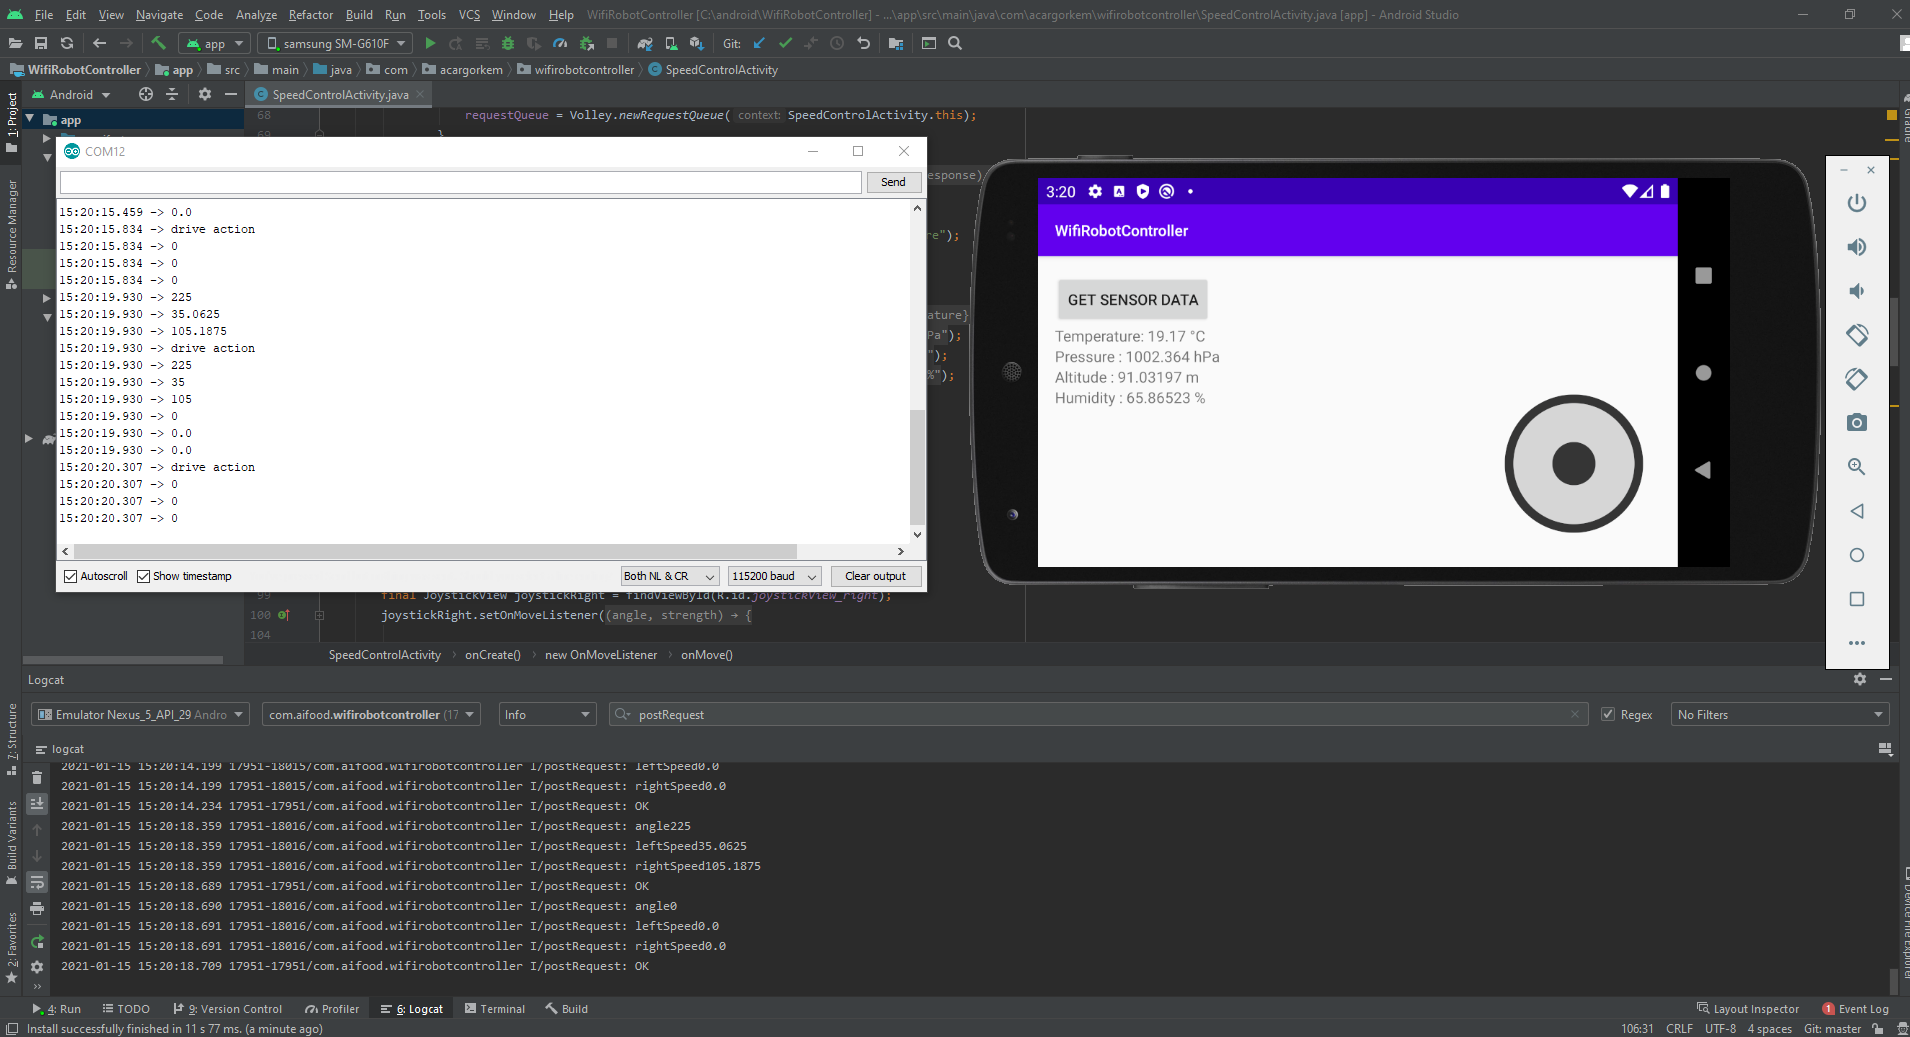 File Edit View Navigate Code Analyze Refactor Build Run Tools VCS Window Help WifiRobotController [C:\android\WifiRobotController] - ...\app\src\main\java\com\acargorkem\wifirobotcontroller\SpeedControlActivity.java [app] - Android Studio
app samsung SM-G610F Git:
WifiRobotController app src main java com acargorkem wifirobotcontroller SpeedControlActivity
Android SpeedControlActivity.java
1: Project
Resource Manager
7: Structure
Build Variants
2: Favorites
Gradle
Device File Explorer
app
68 requestQueue = Volley.newRequestQueue( context: SpeedControlActivity.this);
69 }
esponse)
re");
ature}
Pa");
");
%");
COM12
Send
15:20:15.459 -> 0.0
15:20:15.834 -> drive action
15:20:15.834 -> 0
15:20:15.834 -> 0
15:20:15.834 -> 0
15:20:19.930 -> 225
15:20:19.930 -> 35.0625
15:20:19.930 -> 105.1875
15:20:19.930 -> drive action
15:20:19.930 -> 225
15:20:19.930 -> 35
15:20:19.930 -> 105
15:20:19.930 -> 0
15:20:19.930 -> 0.0
15:20:19.930 -> 0.0
15:20:20.307 -> drive action
15:20:20.307 -> 0
15:20:20.307 -> 0
15:20:20.307 -> 0
Autoscroll Show timestamp Both NL & CR 115200 baud Clear output
3:20
WifiRobotController
GET SENSOR DATA
Temperature: 19.17 °C
Pressure : 1002.364 hPa
Altitude : 91.03197 m
Humidity : 65.86523 %
99 final JoystickView joystickRight = findViewById(R.id.joystickView_right);
100 joystickRight.setOnMoveListener((angle, strength) → {
104
SpeedControlActivity onCreate() new OnMoveListener onMove()
Logcat
Emulator Nexus_5_API_29 Andro com.aifood.wifirobotcontroller (17 Info postRequest Regex No Filters
logcat
2021-01-15 15:20:14.199 17951-18015/com.aifood.wifirobotcontroller I/postRequest: leftSpeed0.0
2021-01-15 15:20:14.199 17951-18015/com.aifood.wifirobotcontroller I/postRequest: rightSpeed0.0
2021-01-15 15:20:14.234 17951-17951/com.aifood.wifirobotcontroller I/postRequest: OK
2021-01-15 15:20:18.359 17951-18016/com.aifood.wifirobotcontroller I/postRequest: angle225
2021-01-15 15:20:18.359 17951-18016/com.aifood.wifirobotcontroller I/postRequest: leftSpeed35.0625
2021-01-15 15:20:18.359 17951-18016/com.aifood.wifirobotcontroller I/postRequest: rightSpeed105.1875
2021-01-15 15:20:18.689 17951-17951/com.aifood.wifirobotcontroller I/postRequest: OK
2021-01-15 15:20:18.690 17951-18016/com.aifood.wifirobotcontroller I/postRequest: angle0
2021-01-15 15:20:18.691 17951-18016/com.aifood.wifirobotcontroller I/postRequest: leftSpeed0.0
2021-01-15 15:20:18.691 17951-18016/com.aifood.wifirobotcontroller I/postRequest: rightSpeed0.0
2021-01-15 15:20:18.709 17951-17951/com.aifood.wifirobotcontroller I/postRequest: OK
4: Run TODO 9: Version Control Profiler 6: Logcat Terminal Build Layout Inspector 1 Event Log
Install successfully finished in 11 s 77 ms. (a minute ago) 106:31 CRLF UTF-8 4 spaces Git: master